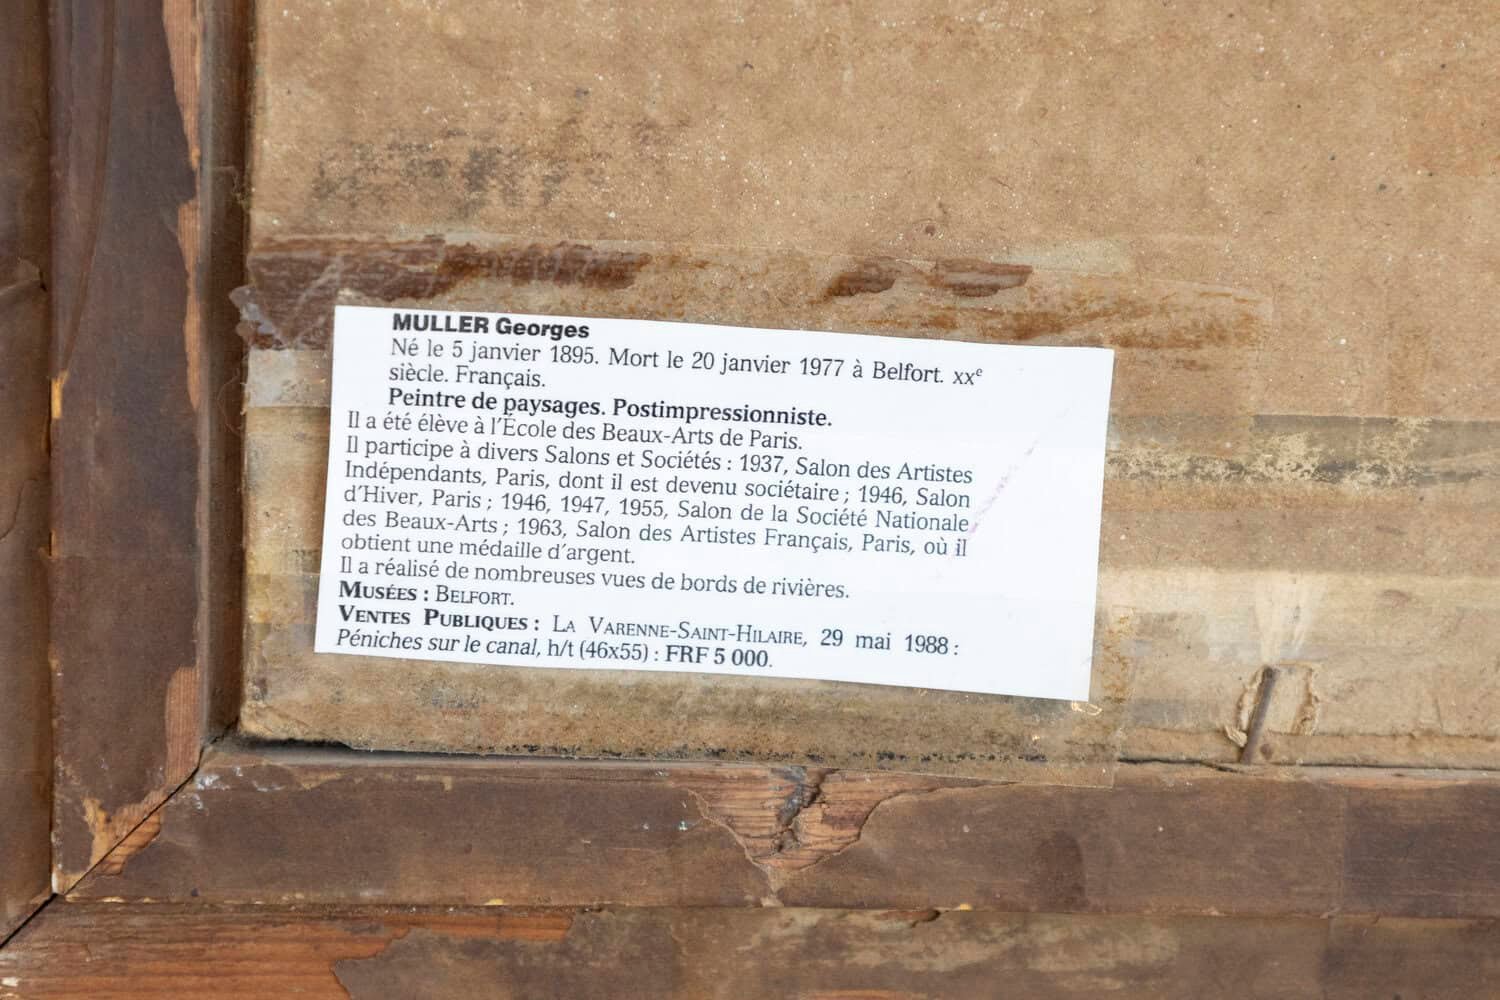 MULLER Georges
Né le 5 janvier 1895. Mort le 20 janvier 1977 à Belfort. XXe
siècle. Français.
Peintre de paysages. Postimpressionniste.
Il a été élève à l'École des Beaux-Arts de Paris.
Il participe à divers Salons et Sociétés : 1937, Salon des Artistes
Indépendants, Paris, dont il est devenu sociétaire ; 1946, Salon
d'Hiver, Paris ; 1946, 1947, 1955, Salon de la Société Nationale
des Beaux-Arts ; 1963, Salon des Artistes Français, Paris, où il
obtient une médaille d'argent.
Il a réalisé de nombreuses vues de bords de rivières.
MUSÉES : BELFORT.
VENTES PUBLIQUES : LA VARENNE-SAINT-HILAIRE, 29 mai 1988 :
Péniches sur le canal, h/t (46x55) : FRF 5 000.